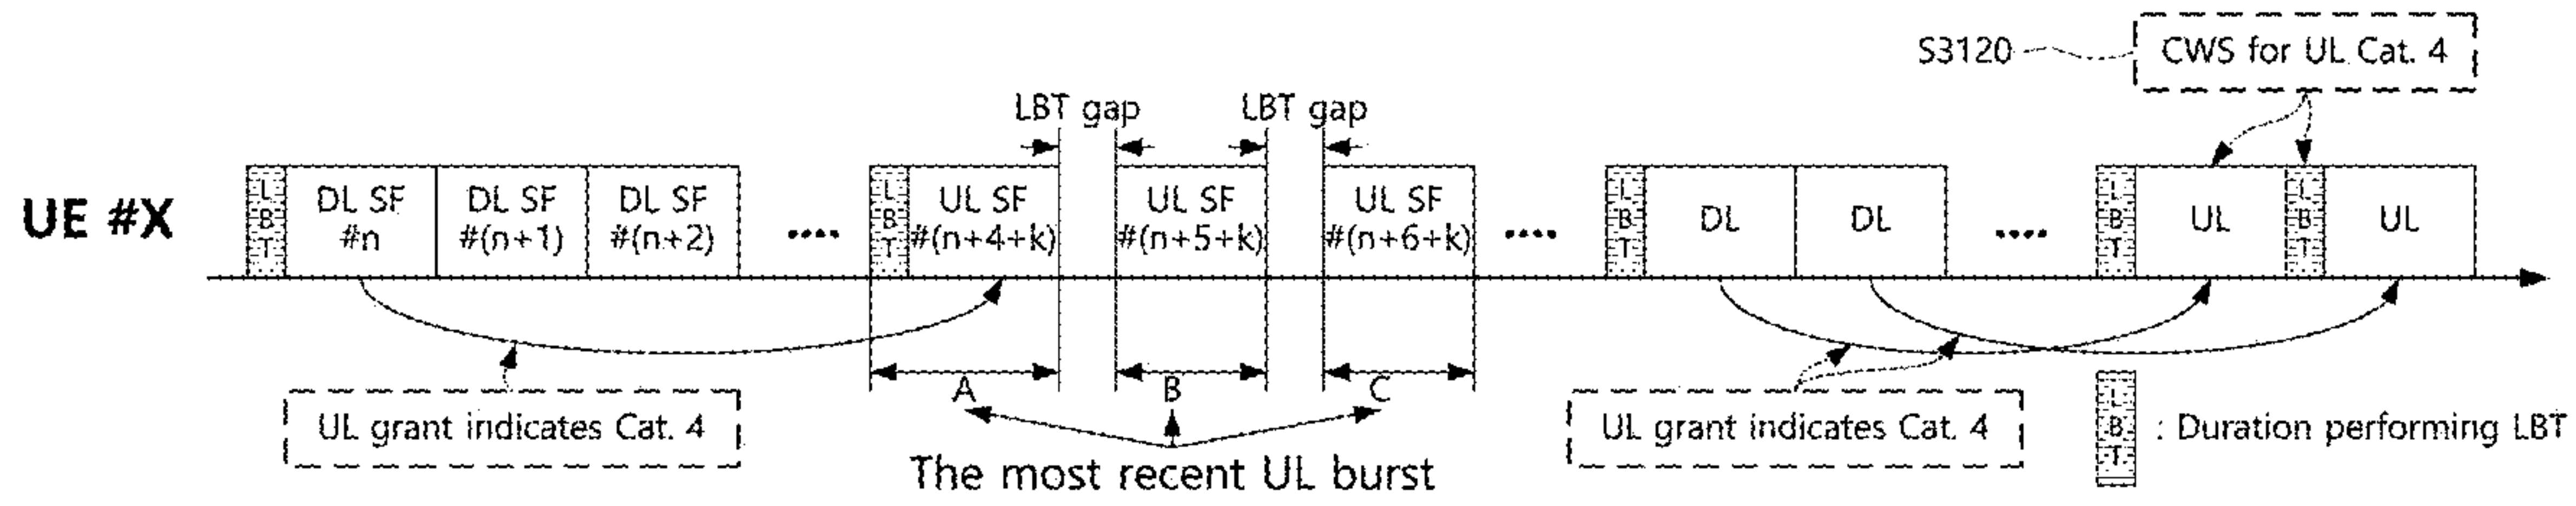 S3120
CWS for UL Cat. 4
LBT gap
LBT gap
UE #X
LBT
DL SF
#n
DL SF
#(n+1)
DL SF
#(n+2)
....
LBT
UL SF
#(n+4+k)
UL SF
#(n+5+k)
UL SF
#(n+6+k)
....
LBT
DL
DL
....
LBT
UL
LBT
UL
A
B
C
UL grant indicates Cat. 4
The most recent UL burst
UL grant indicates Cat. 4
LBT
: Duration performing LBT